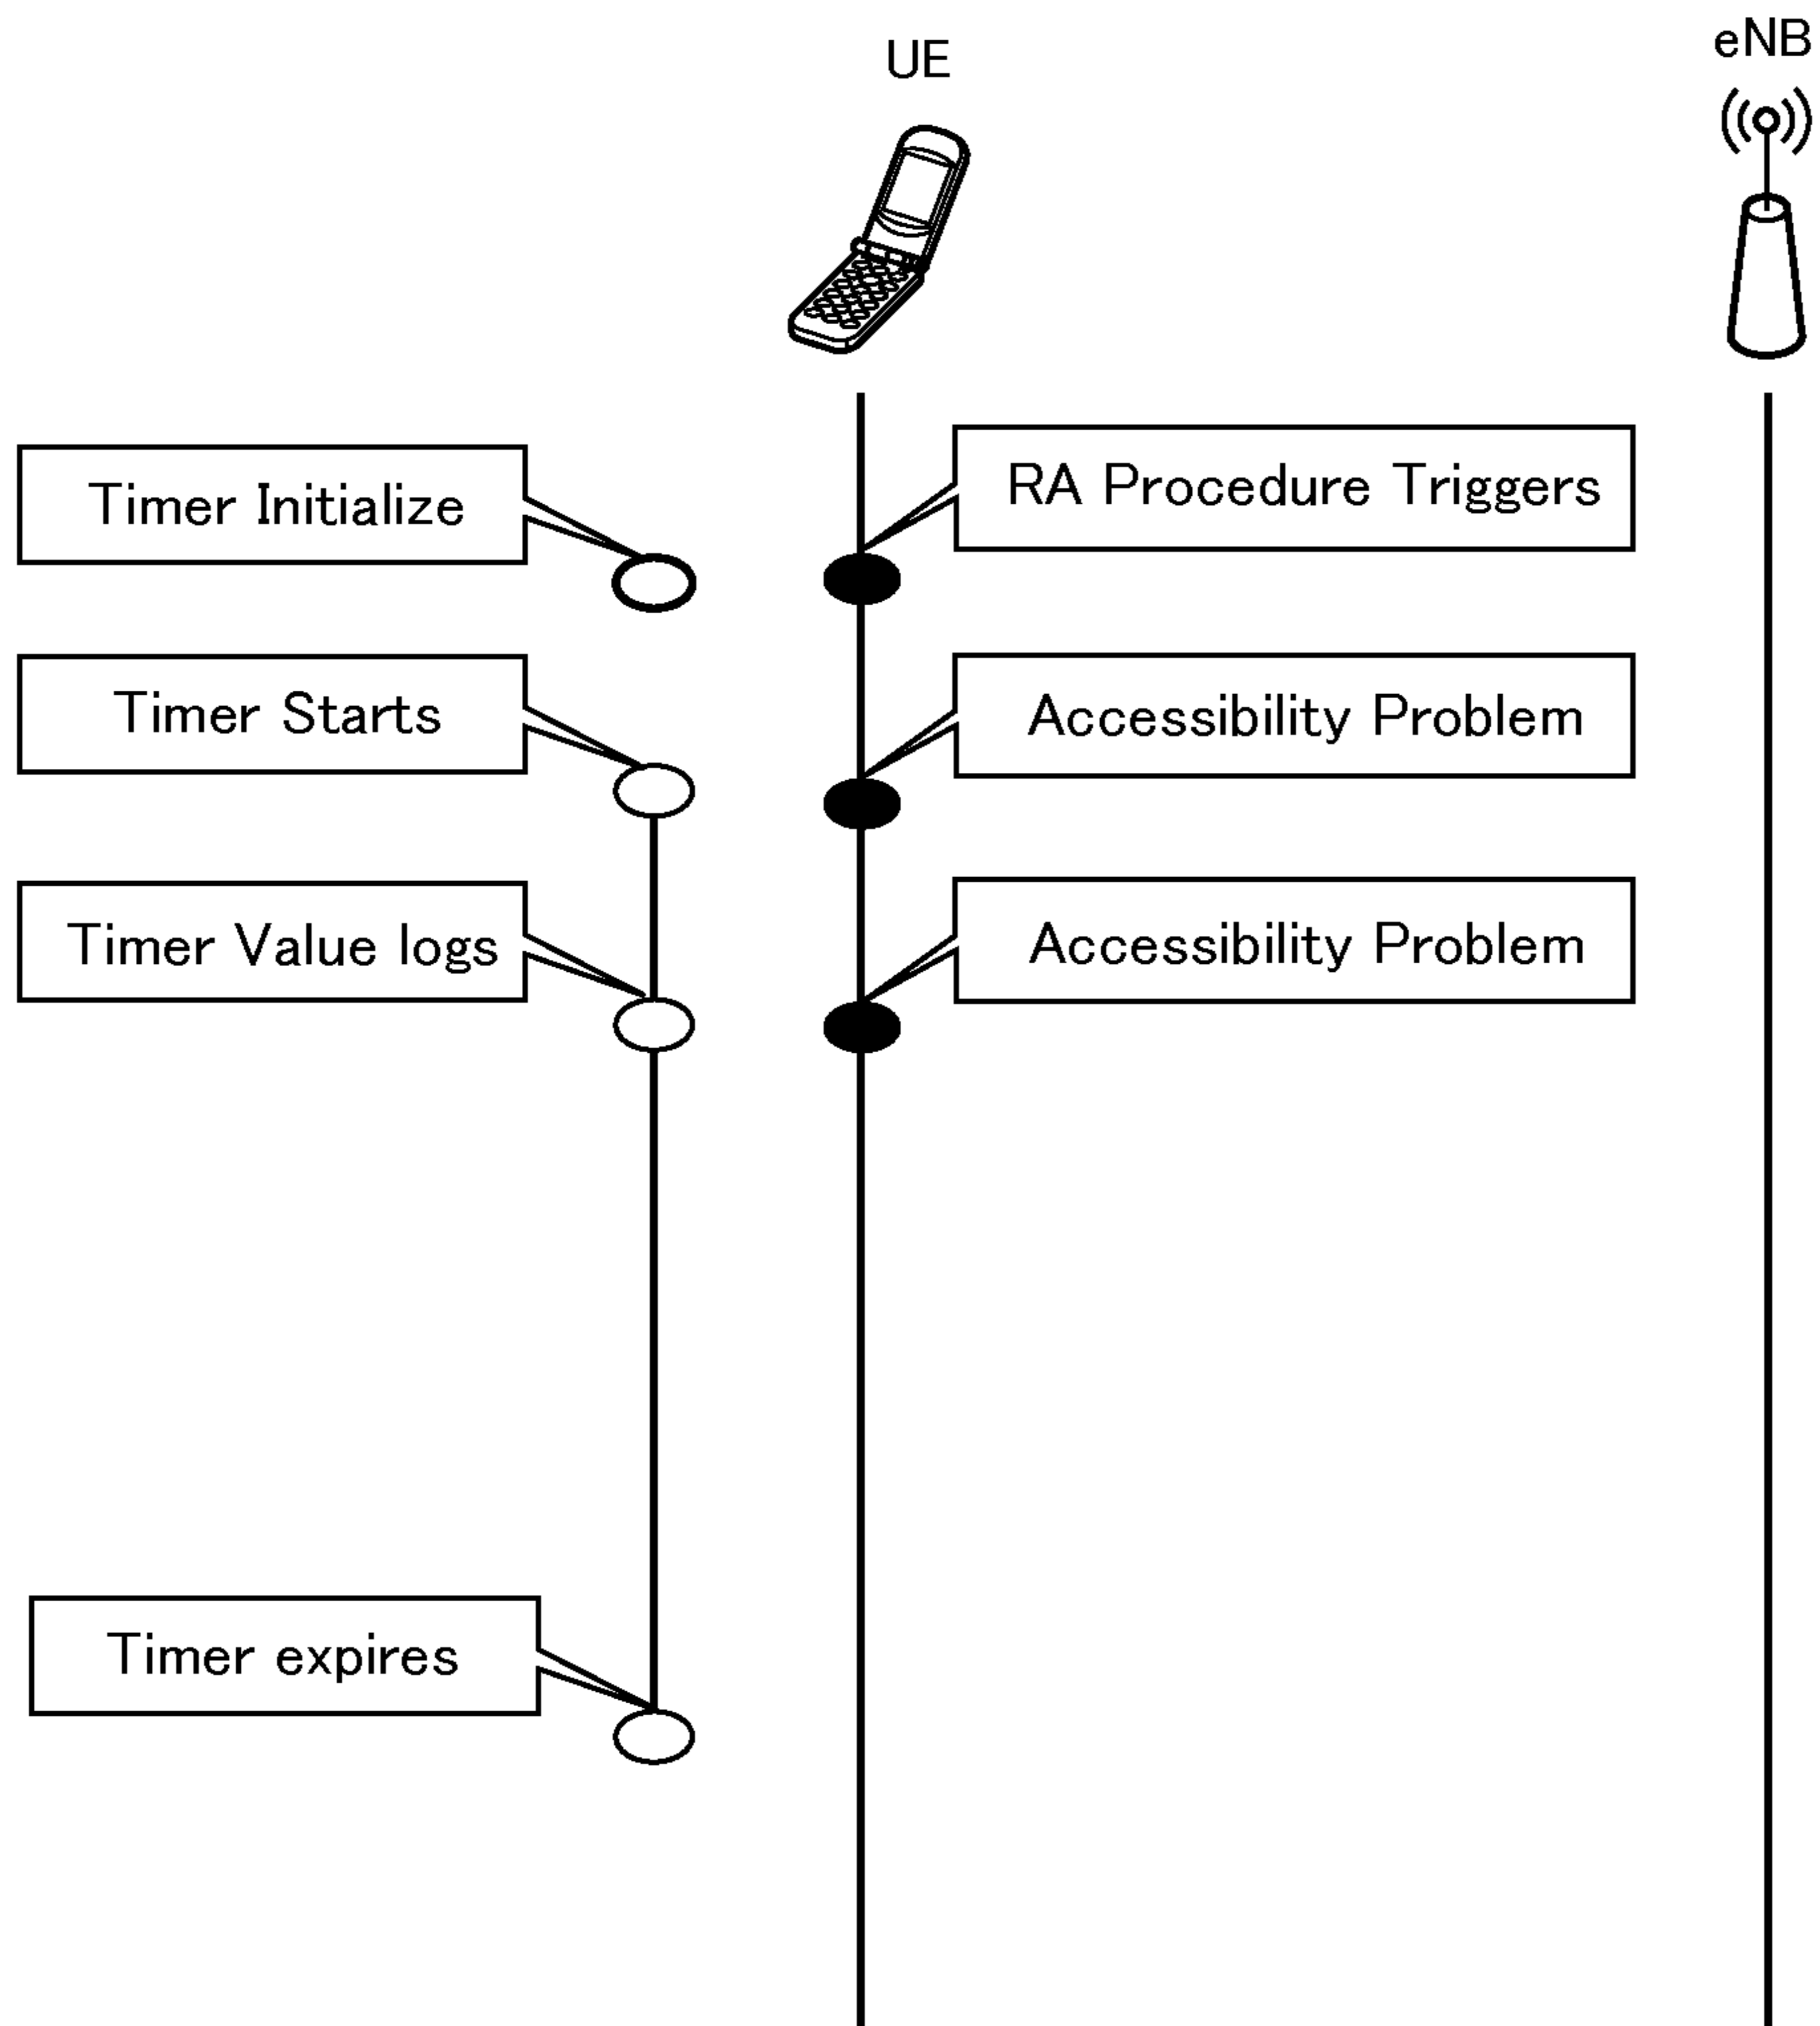 UE
eNB
Timer Initialize
RA Procedure Triggers
Timer Starts
Accessibility Problem
Timer Value logs
Accessibility Problem
Timer expires